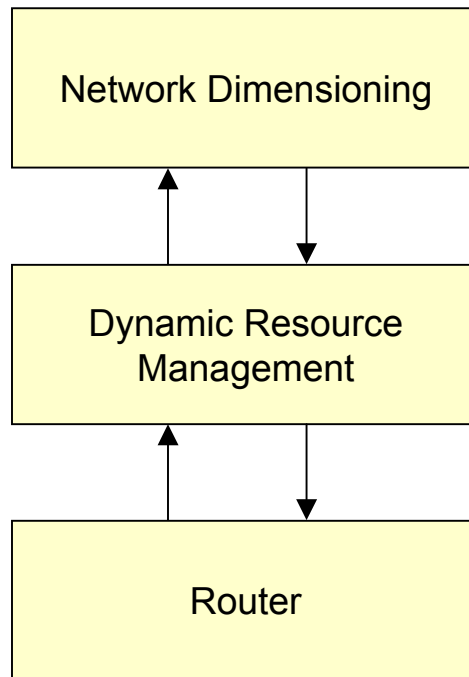 Network Dimensioning
Dynamic Resource
Management
Router